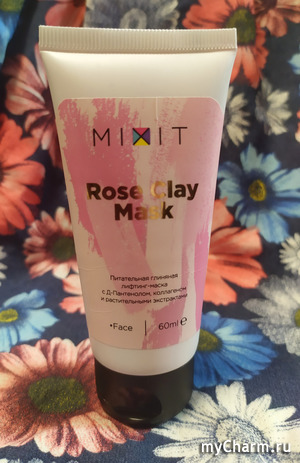 MIXIT
Rose Clay
Mask
Питательная глиняная
лифтинг-маска
с Д-Пантенолом, коллагеном
и растительными экстрактами
•Face
60ml e
myCharm.ru